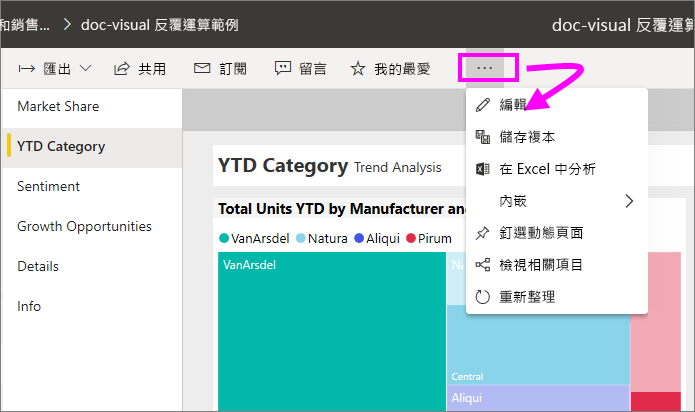 和銷售... > doc-visual 反覆運算範例
doc-visual 反覆運算
匯出 共用 訂閱 留言 我的最愛 ...
Market Share
YTD Category
Sentiment
Growth Opportunities
Details
Info
YTD Category Trend Analysis
Total Units YTD by Manufacturer and
VanArsdel Natura Aliqui Pirum
VanArsdel
Na
Central
Aliqui
編輯
儲存複本
在 Excel 中分析
內嵌
釘選動態頁面
檢視相關項目
重新整理